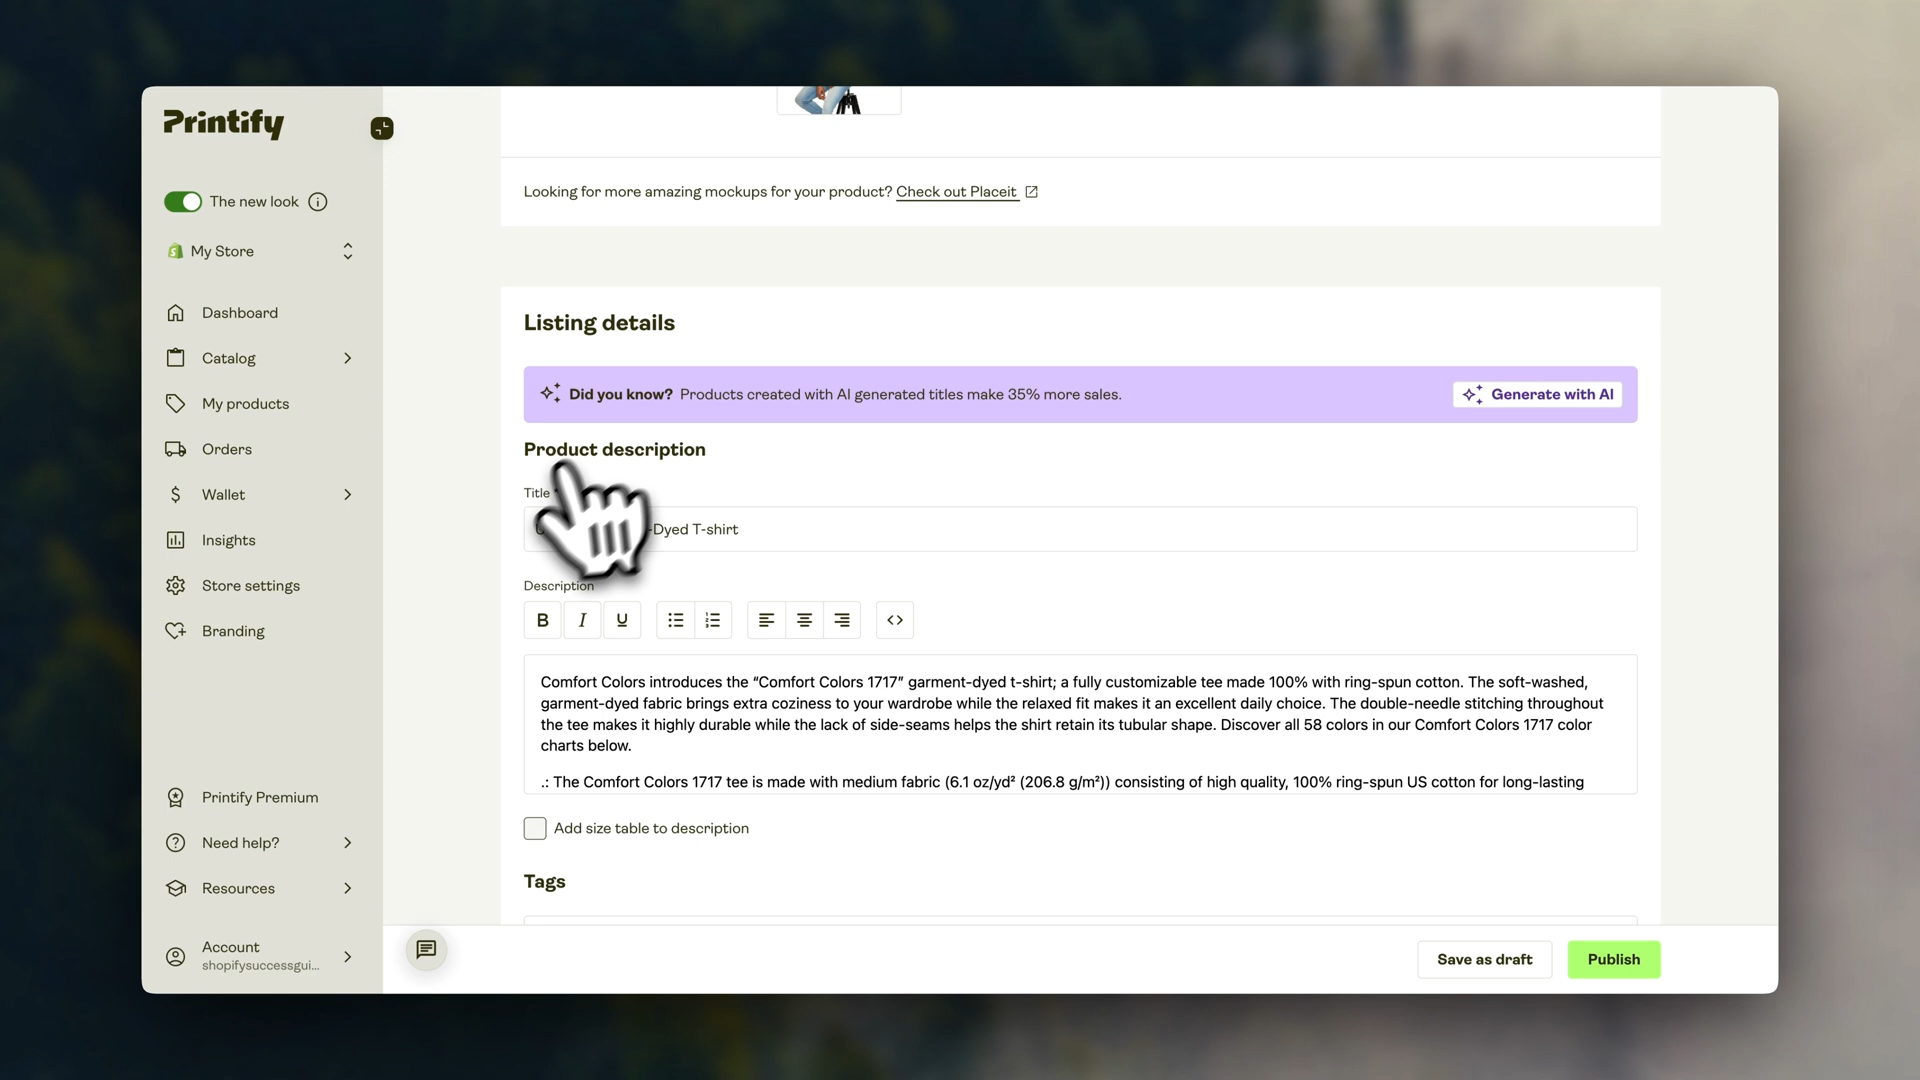 Printify
The new look
My Store
Dashboard
Catalog
My products
Orders
Wallet
Insights
Store settings
Branding
Printify Premium
Need help?
Resources
Account
shopifysuccessgui...
Looking for more amazing mockups for your product? Check out Placeit
Listing details
Did you know? Products created with AI generated titles make 35% more sales.
Generate with AI
Product description
Title
-Dyed T-shirt
Description
B I U
Comfort Colors introduces the “Comfort Colors 1717” garment-dyed t-shirt; a fully customizable tee made 100% with ring-spun cotton. The soft-washed,
garment-dyed fabric brings extra coziness to your wardrobe while the relaxed fit makes it an excellent daily choice. The double-needle stitching throughout
the tee makes it highly durable while the lack of side-seams helps the shirt retain its tubular shape. Discover all 58 colors in our Comfort Colors 1717 color
charts below.
.: The Comfort Colors 1717 tee is made with medium fabric (6.1 oz/yd² (206.8 g/m²)) consisting of high quality, 100% ring-spun US cotton for long-lasting
Add size table to description
Tags
Save as draft
Publish